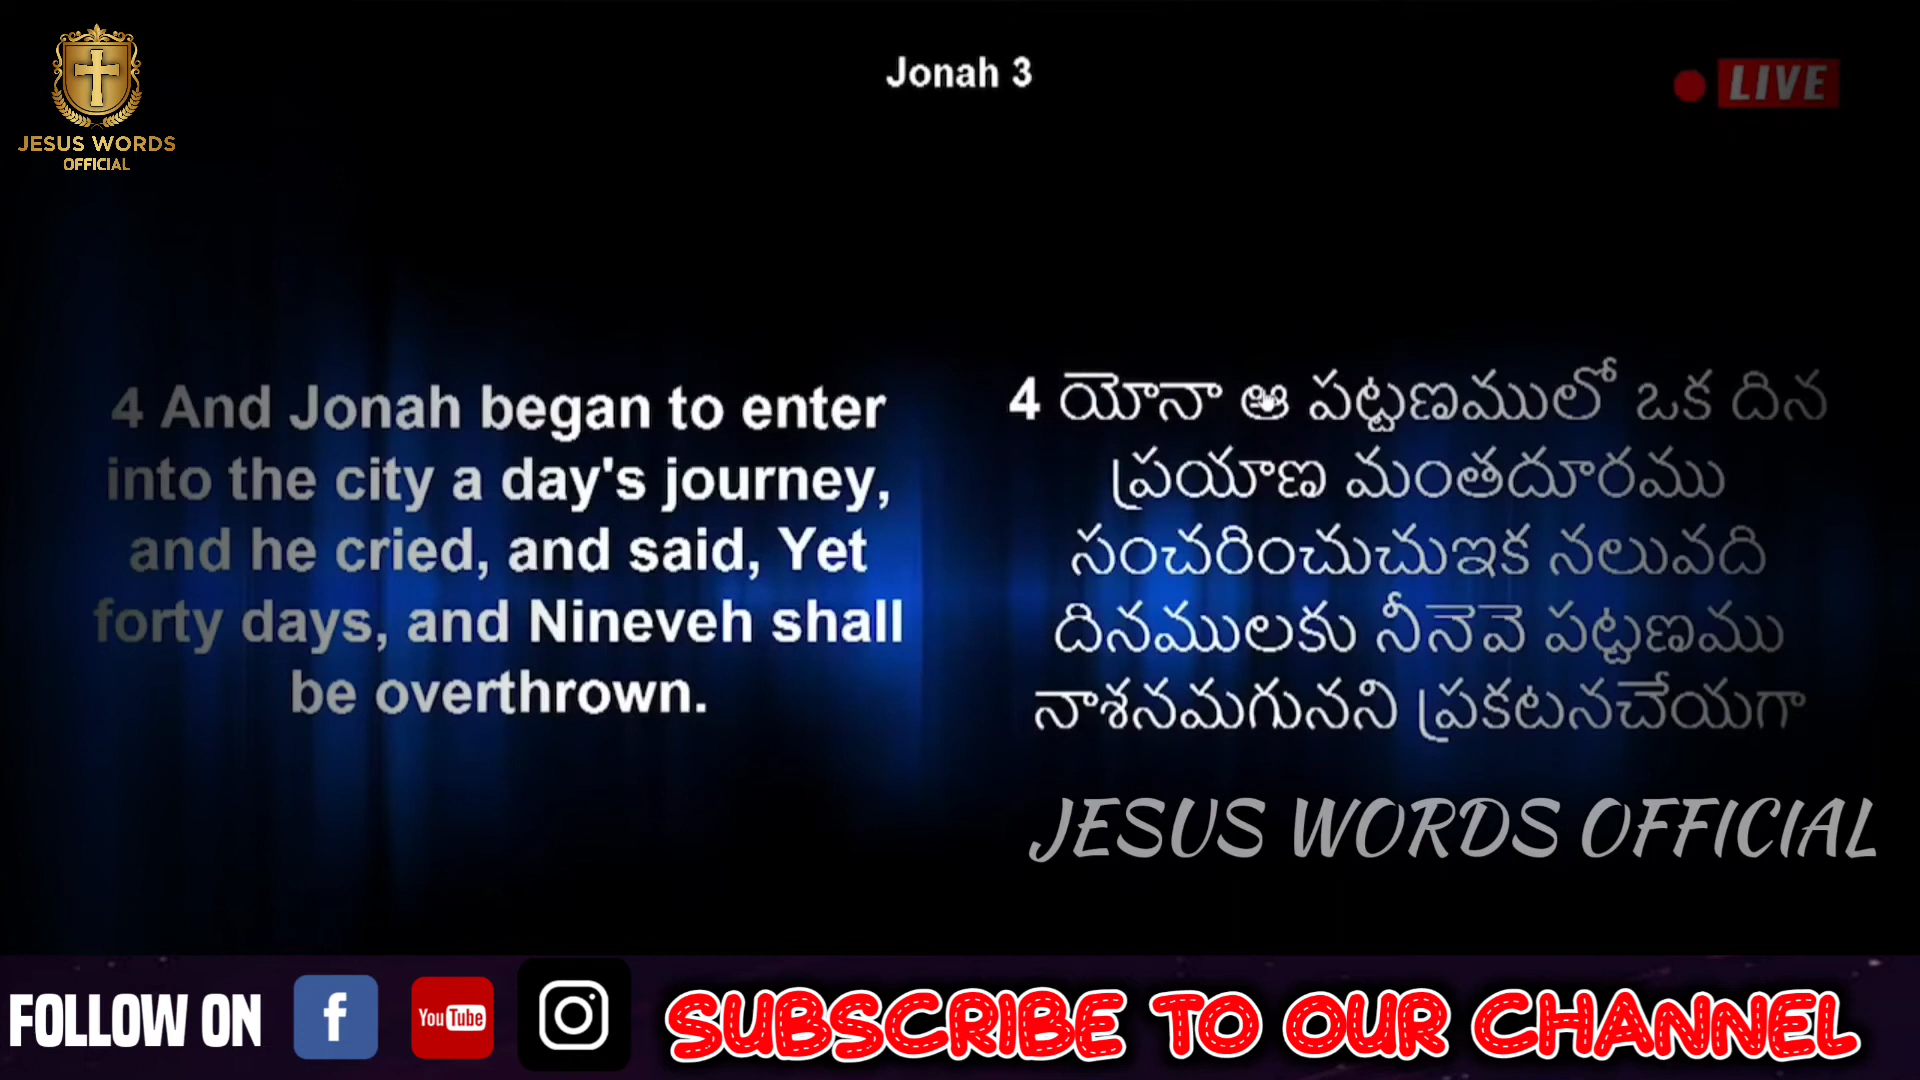 JESUS WORDS
OFFICIAL
Jonah 3
LIVE
4 And Jonah began to enter
into the city a day's journey,
and he cried, and said, Yet
forty days, and Nineveh shall
be overthrown.
4 యోనా ఆ పట్టణములో ఒక దిన
ప్రయాణ మంతదూరము
సంచరించుచుఇక నలువది
దినములకు నీనెవె పట్టణము
నాశనమగునని ప్రకటనచేయగా
JESUS WORDS OFFICIAL
FOLLOW ON
f
YouTube
SUBSCRIBE TO OUR CHANNEL